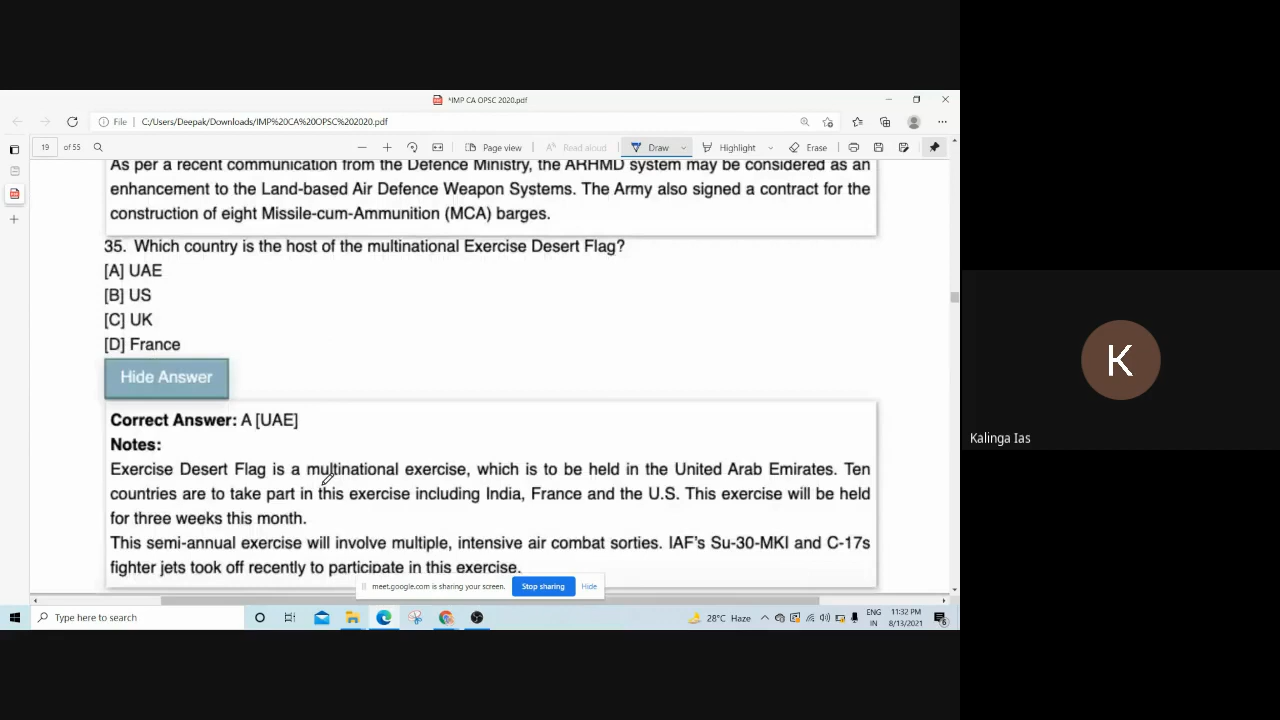 *IMP CA OPSC 2020.pdf
File C:/Users/Deepak/Downloads/IMP%20CA%20OPSC%202020.pdf
19 of 55 Page view Read aloud Draw Highlight Erase
As per a recent communication from the Defence Ministry, the ARHMD system may be considered as an
enhancement to the Land-based Air Defence Weapon Systems. The Army also signed a contract for the
construction of eight Missile-cum-Ammunition (MCA) barges.
35. Which country is the host of the multinational Exercise Desert Flag?
[A] UAE
[B] US
[C] UK
[D] France
Hide Answer
Correct Answer: A [UAE]
Notes:
Exercise Desert Flag is a multinational exercise, which is to be held in the United Arab Emirates. Ten
countries are to take part in this exercise including India, France and the U.S. This exercise will be held
for three weeks this month.
This semi-annual exercise will involve multiple, intensive air combat sorties. IAF's Su-30-MKI and C-17s
fighter jets took off recently to participate in this exercise.
meet.google.com is sharing your screen. Stop sharing Hide
Type here to search
28°C Haze
ENG
IN
11:32 PM
8/13/2021
6
K
Kalinga Ias